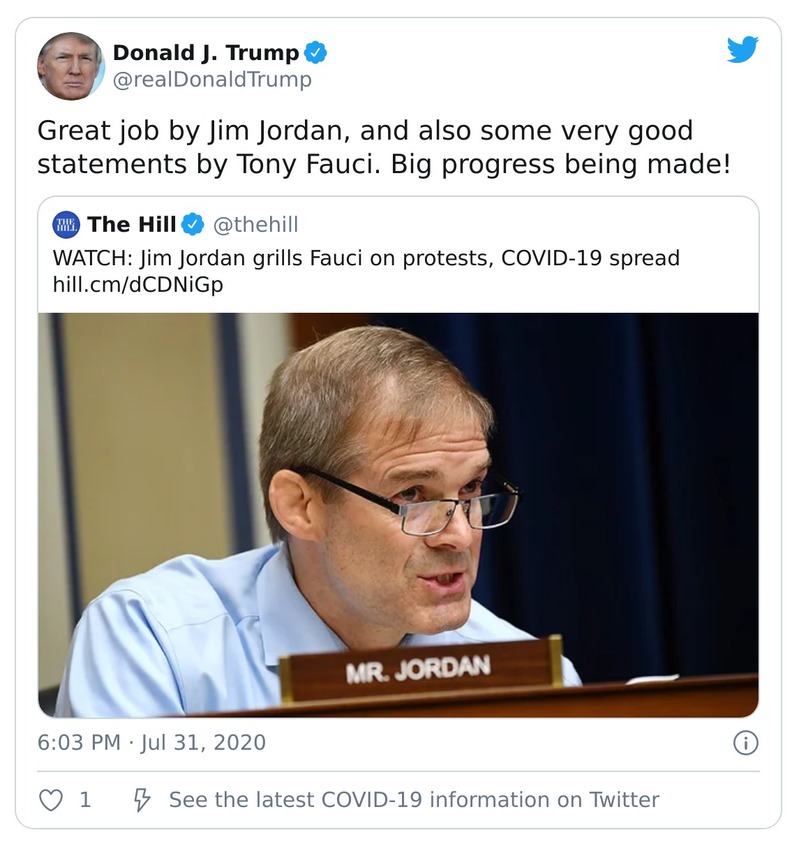 Donald J. Trump
@realDonaldTrump
Great job by Jim Jordan, and also some very good
statements by Tony Fauci. Big progress being made!
THE HILL
The Hill @thehill
WATCH: Jim Jordan grills Fauci on protests, COVID-19 spread
hill.cm/dCDNiGp
MR. JORDAN
6:03 PM · Jul 31, 2020
1 See the latest COVID-19 information on Twitter